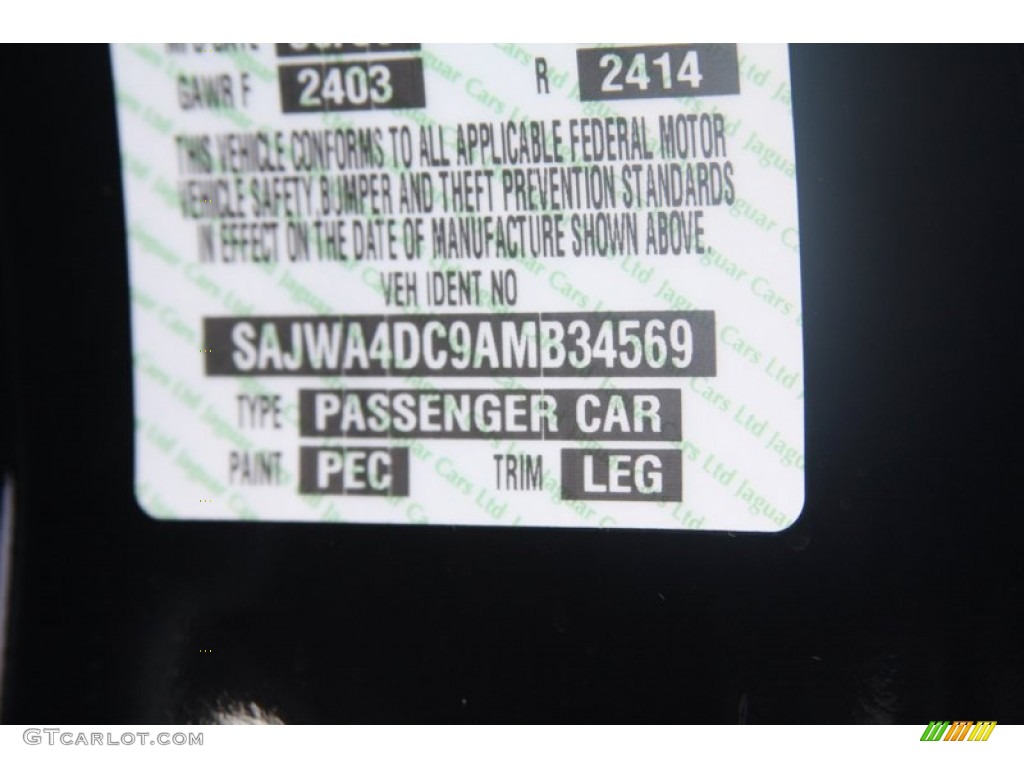 GAWR F 2403 R 2414
THIS VEHICLE CONFORMS TO ALL APPLICABLE FEDERAL MOTOR
VEHICLE SAFETY, BUMPER AND THEFT PREVENTION STANDARDS
IN EFFECT ON THE DATE OF MANUFACTURE SHOWN ABOVE.
VEH IDENT NO
SAJWA4DC9AMB34569
TYPE PASSENGER CAR
PAINT PEC TRIM LEG
GTCARLOT.COM